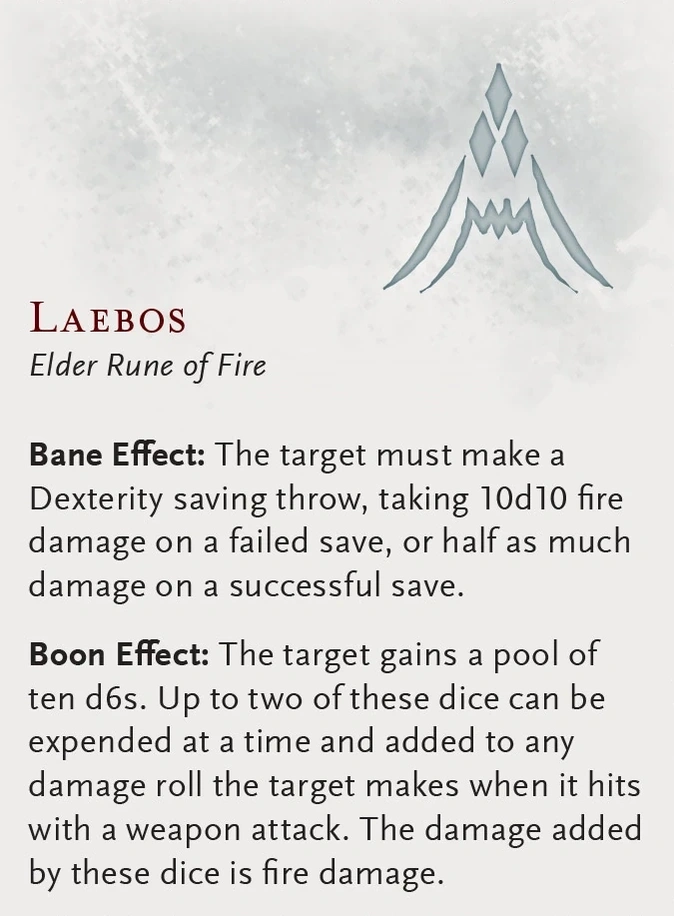 Laebos
Elder Rune of Fire
Bane Effect: The target must make a
Dexterity saving throw, taking 10d10 fire
damage on a failed save, or half as much
damage on a successful save.
Boon Effect: The target gains a pool of
ten d6s. Up to two of these dice can be
expended at a time and added to any
damage roll the target makes when it hits
with a weapon attack. The damage added
by these dice is fire damage.